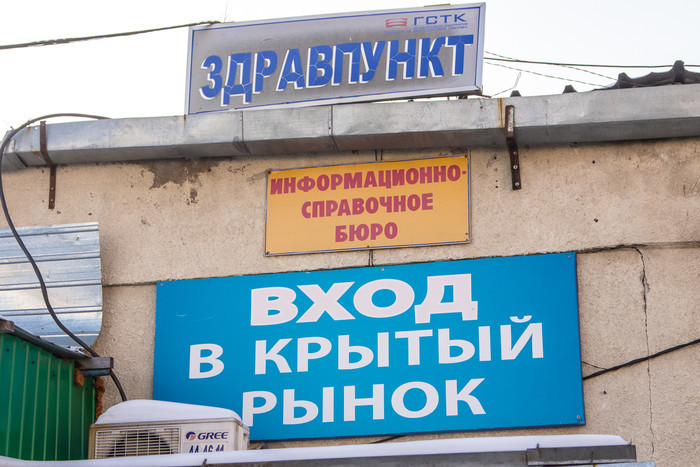 ГСТК
ЗДРАВПУНКТ
ИНФОРМАЦИОННО-
СПРАВОЧНОЕ
БЮРО
ВХОД
В КРЫТЫЙ
РЫНОК
GREE